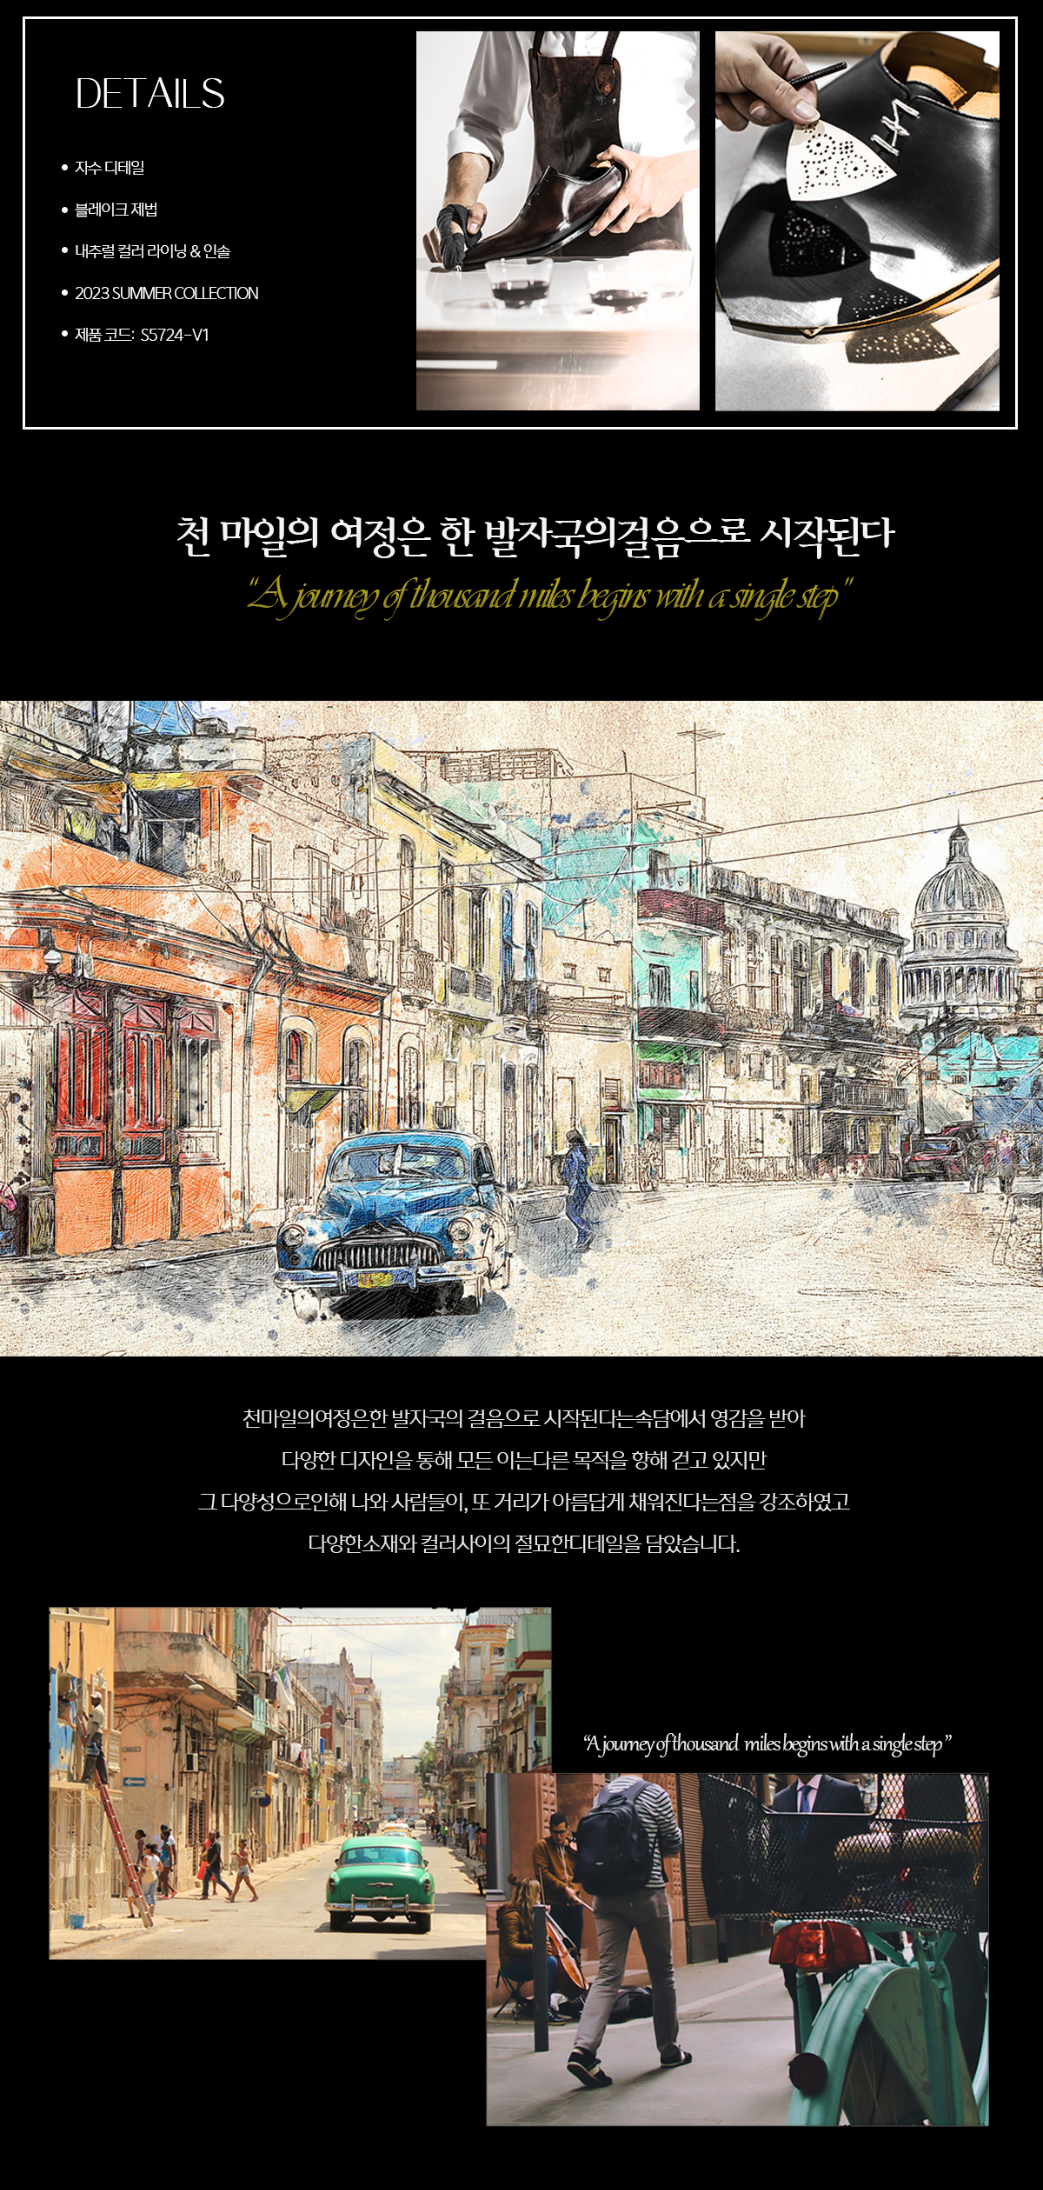 DETAILS
• 자수 디테일
• 블레이크 제법
• 내추럴 컬러 라이닝 & 인솔
• 2023 SUMMER COLLECTION
• 제품 코드: S5724-V1
천 마일의 여정은 한 발자국의걸음으로 시작된다
“A journey of thousand miles begins with a single step”
천마일의여정은한 발자국의 걸음으로 시작된다는속담에서 영감을 받아
다양한 디자인을 통해 모든 이는다른 목적을 향해 걷고 있지만
그 다양성으로인해 나와 사람들이, 또 거리가 아름답게 채워진다는점을 강조하였고
다양한소재와 컬러사이의 절묘한디테일을 담았습니다.
“A journey of thousand miles begins with a single step”